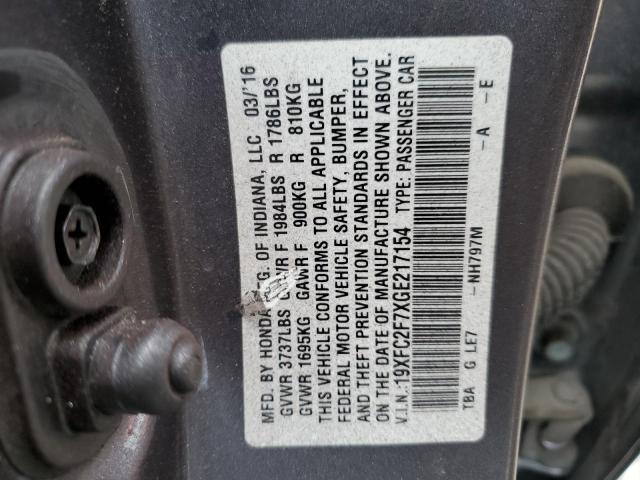 MFD. BY HONDA MFG. OF INDIANA, LLC 03/'16
GVWR 3737LBS GAWR F 1984LBS R 1786LBS
GVWR 1695KG GAWR F 900KG R 810KG
THIS VEHICLE CONFORMS TO ALL APPLICABLE
FEDERAL MOTOR VEHICLE SAFETY, BUMPER,
AND THEFT PREVENTION STANDARDS IN EFFECT
ON THE DATE OF MANUFACTURE SHOWN ABOVE.
V.I.N.:19XFC2F7XGE217154 TYPE: PASSENGER CAR
TBA G LE7 -NH797M -A -E